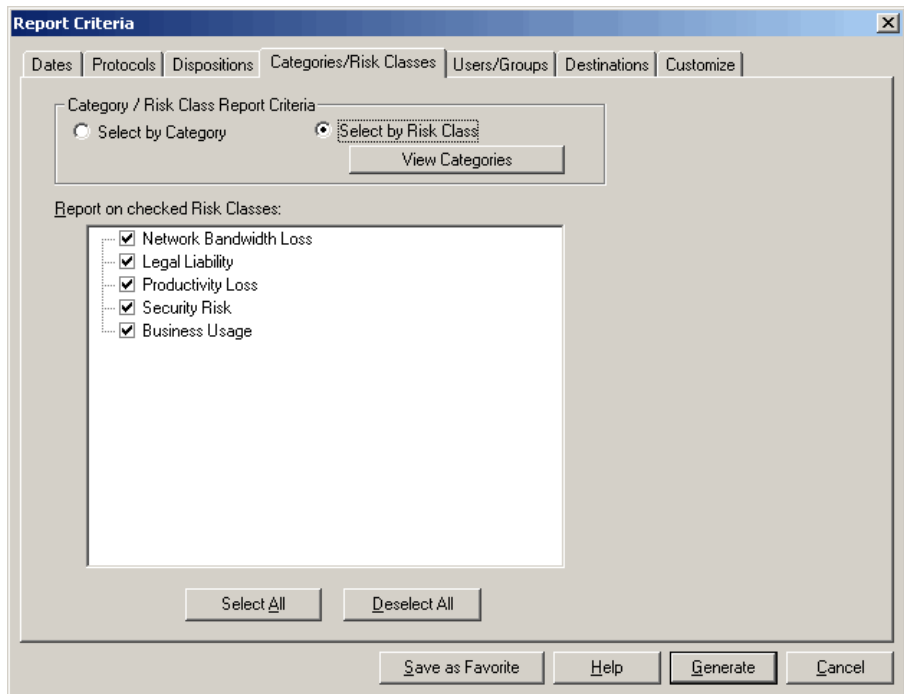 Report Criteria
Dates Protocols Dispositions Categories/Risk Classes Users/Groups Destinations Customize
Category / Risk Class Report Criteria
Select by Category Select by Risk Class
View Categories
Report on checked Risk Classes:
Network Bandwidth Loss
Legal Liability
Productivity Loss
Security Risk
Business Usage
Select All Deselect All
Save as Favorite Help Generate Cancel